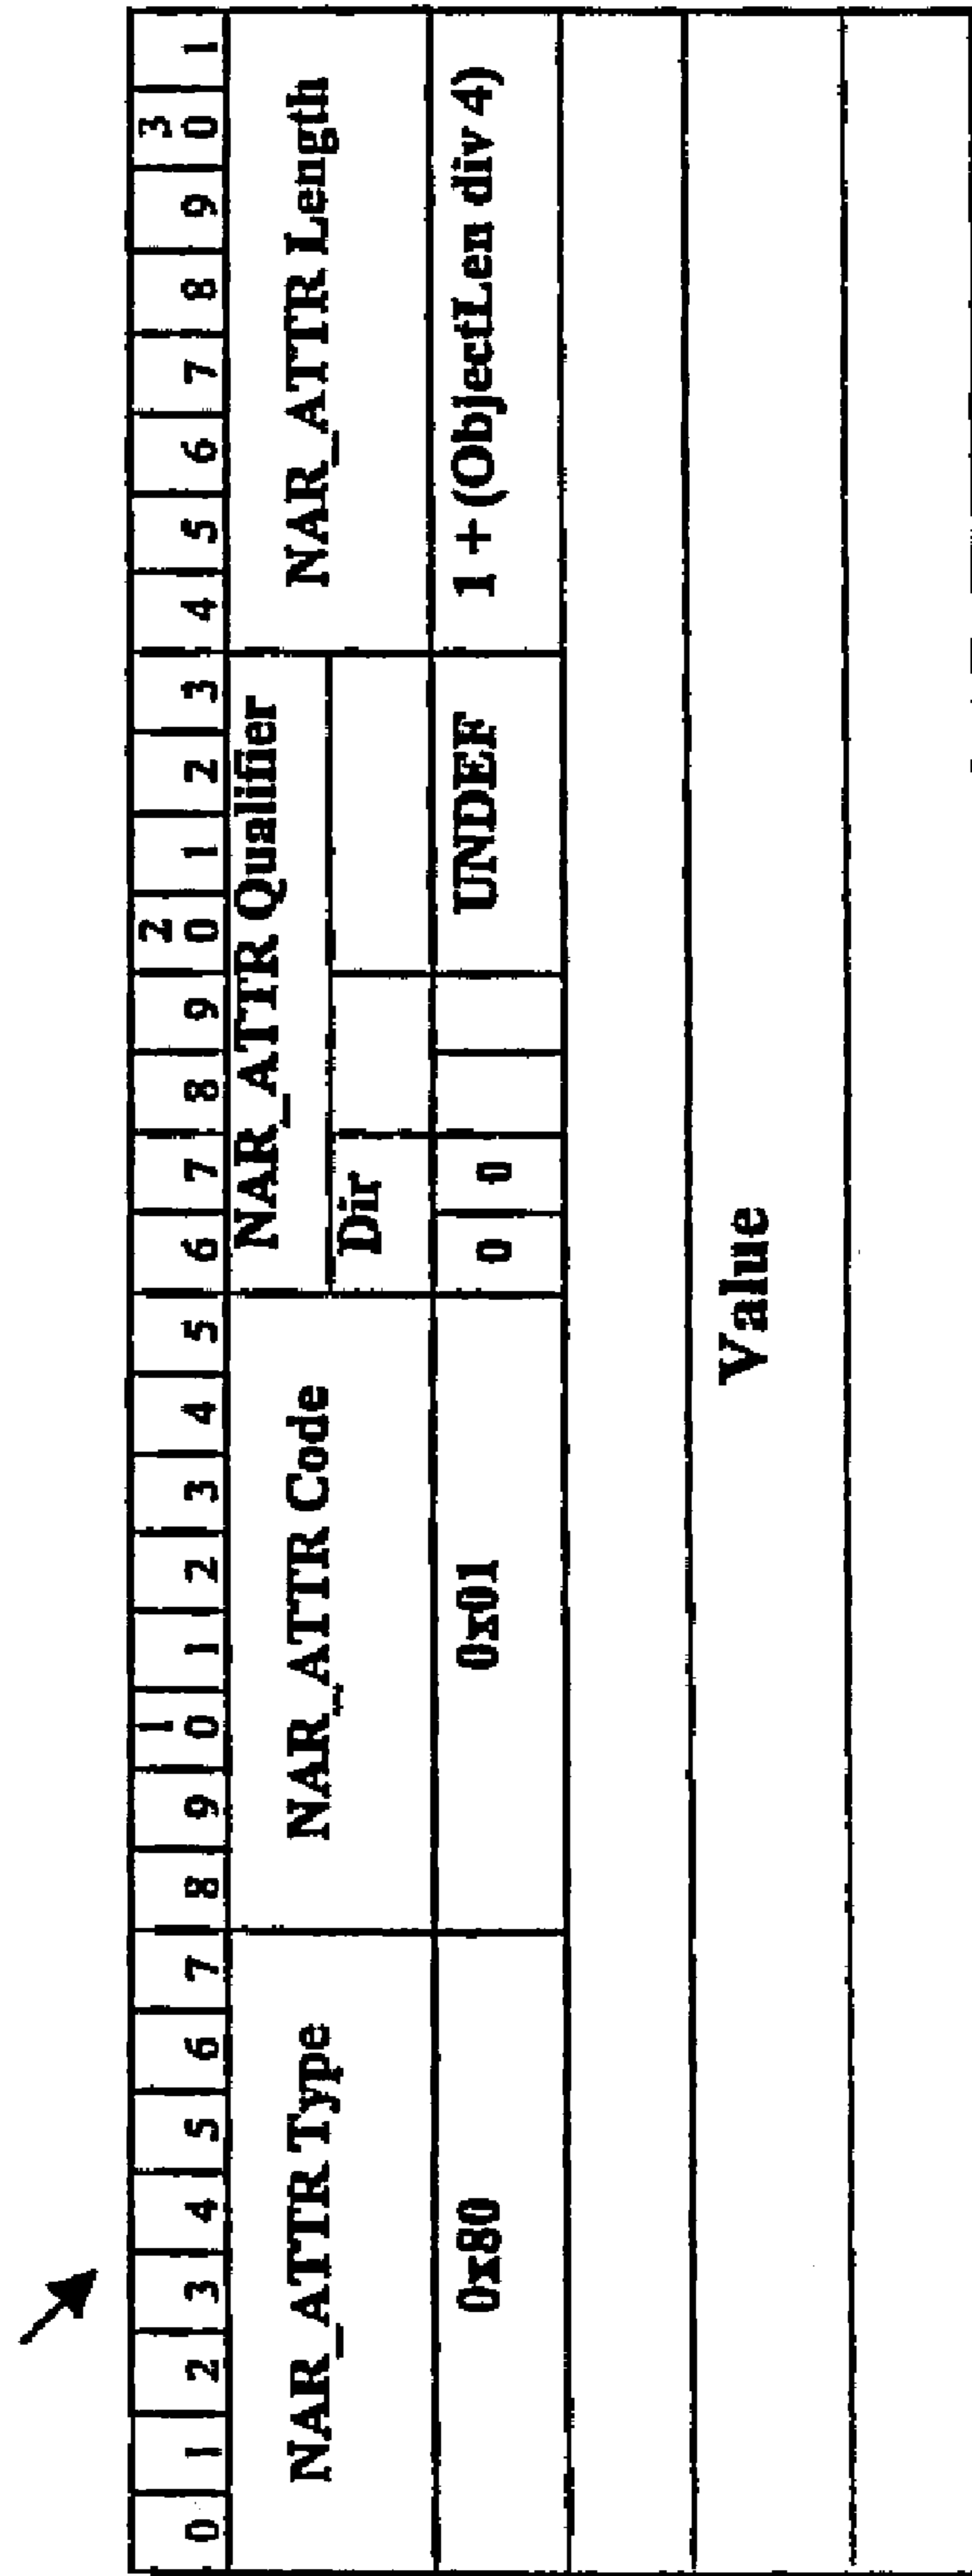 1 2 3
0 1 2 3 4 5 6 7 8 9 0 1 2 3 4 5 6 7 8 9 0 1 2 3 4 5 6 7 8 9 0 1
NAR_ATTR Type NAR_ATTR Code NAR_ATTR Qualifier NAR_ATTR Length
Dir
0x80 0x01 0 0 UNDEF 1 + (ObjectLen div 4)
Value